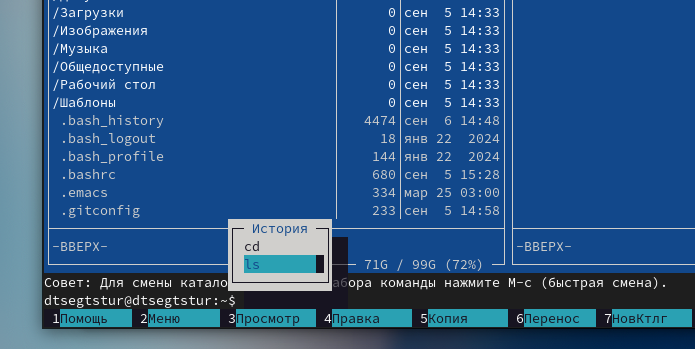 /Загрузки 0 сен 5 14:33
/Изображения 0 сен 5 14:33
/Музыка 0 сен 5 14:33
/Общедоступные 0 сен 5 14:33
/Рабочий стол 0 сен 5 14:33
/Шаблоны 0 сен 5 14:33
.bash_history 4474 сен 6 14:48
.bash_logout 18 янв 22 2024
.bash_profile 144 янв 22 2024
.bashrc 680 сен 5 15:28
.emacs 334 мар 25 03:00
.gitconfig 233 сен 5 14:58
История
cd
ls
-ВВЕРХ-
-ВВЕРХ-
71G / 99G (72%)
Совет: Для смены катало абора команды нажмите M-c (быстрая смена).
dtsegtstur@dtsegtstur:~$
1Помощь 2Меню 3Просмотр 4Правка 5Копия 6Перенос 7НовКтлг